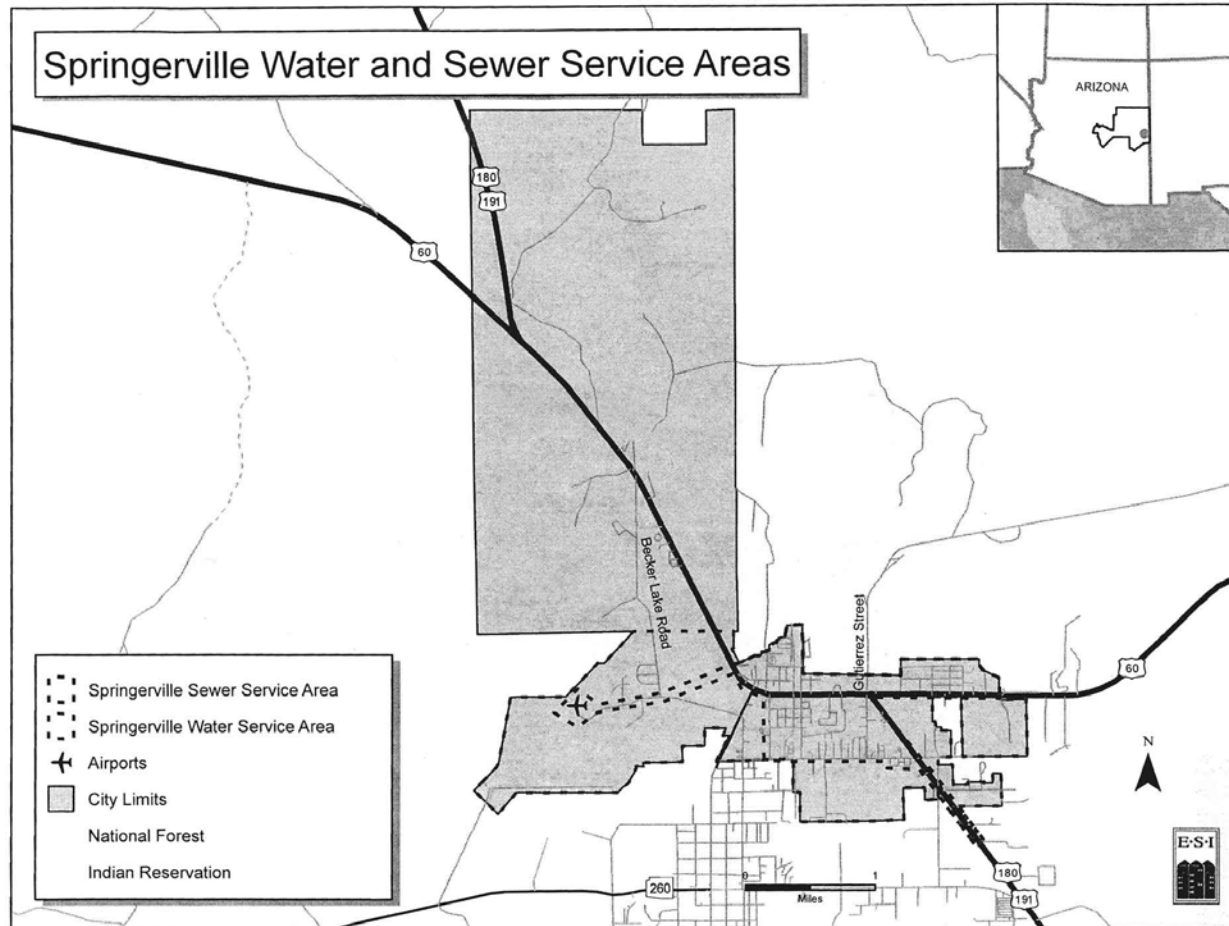 Springerville Water and Sewer Service Areas
ARIZONA
180
191
60
Becker Lake Road
Gutierrez Street
60
Springerville Sewer Service Area
Springerville Water Service Area
Airports
City Limits
National Forest
Indian Reservation
N
E·S·I
0 1
Miles
260
180
191